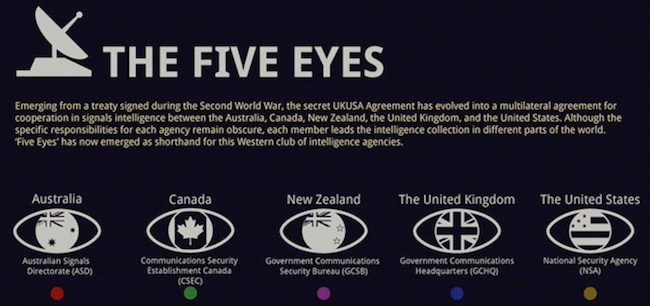 THE FIVE EYES
Emerging from a treaty signed during the Second World War, the secret UKUSA Agreement has evolved into a multilateral agreement for
cooperation in signals intelligence between the Australia, Canada, New Zealand, the United Kingdom, and the United States. Although the
specific responsibilities for each agency remain obscure, each member leads the intelligence collection in different parts of the world.
‘Five Eyes’ has now emerged as shorthand for this Western club of intelligence agencies.
Australia
Australian Signals
Directorate (ASD)
Canada
Communications Security
Establishment Canada
(CSEC)
New Zealand
Government Communications
Security Bureau (GCSB)
The United Kingdom
Government Communications
Headquarters (GCHQ)
The United States
National Security Agency
(NSA)